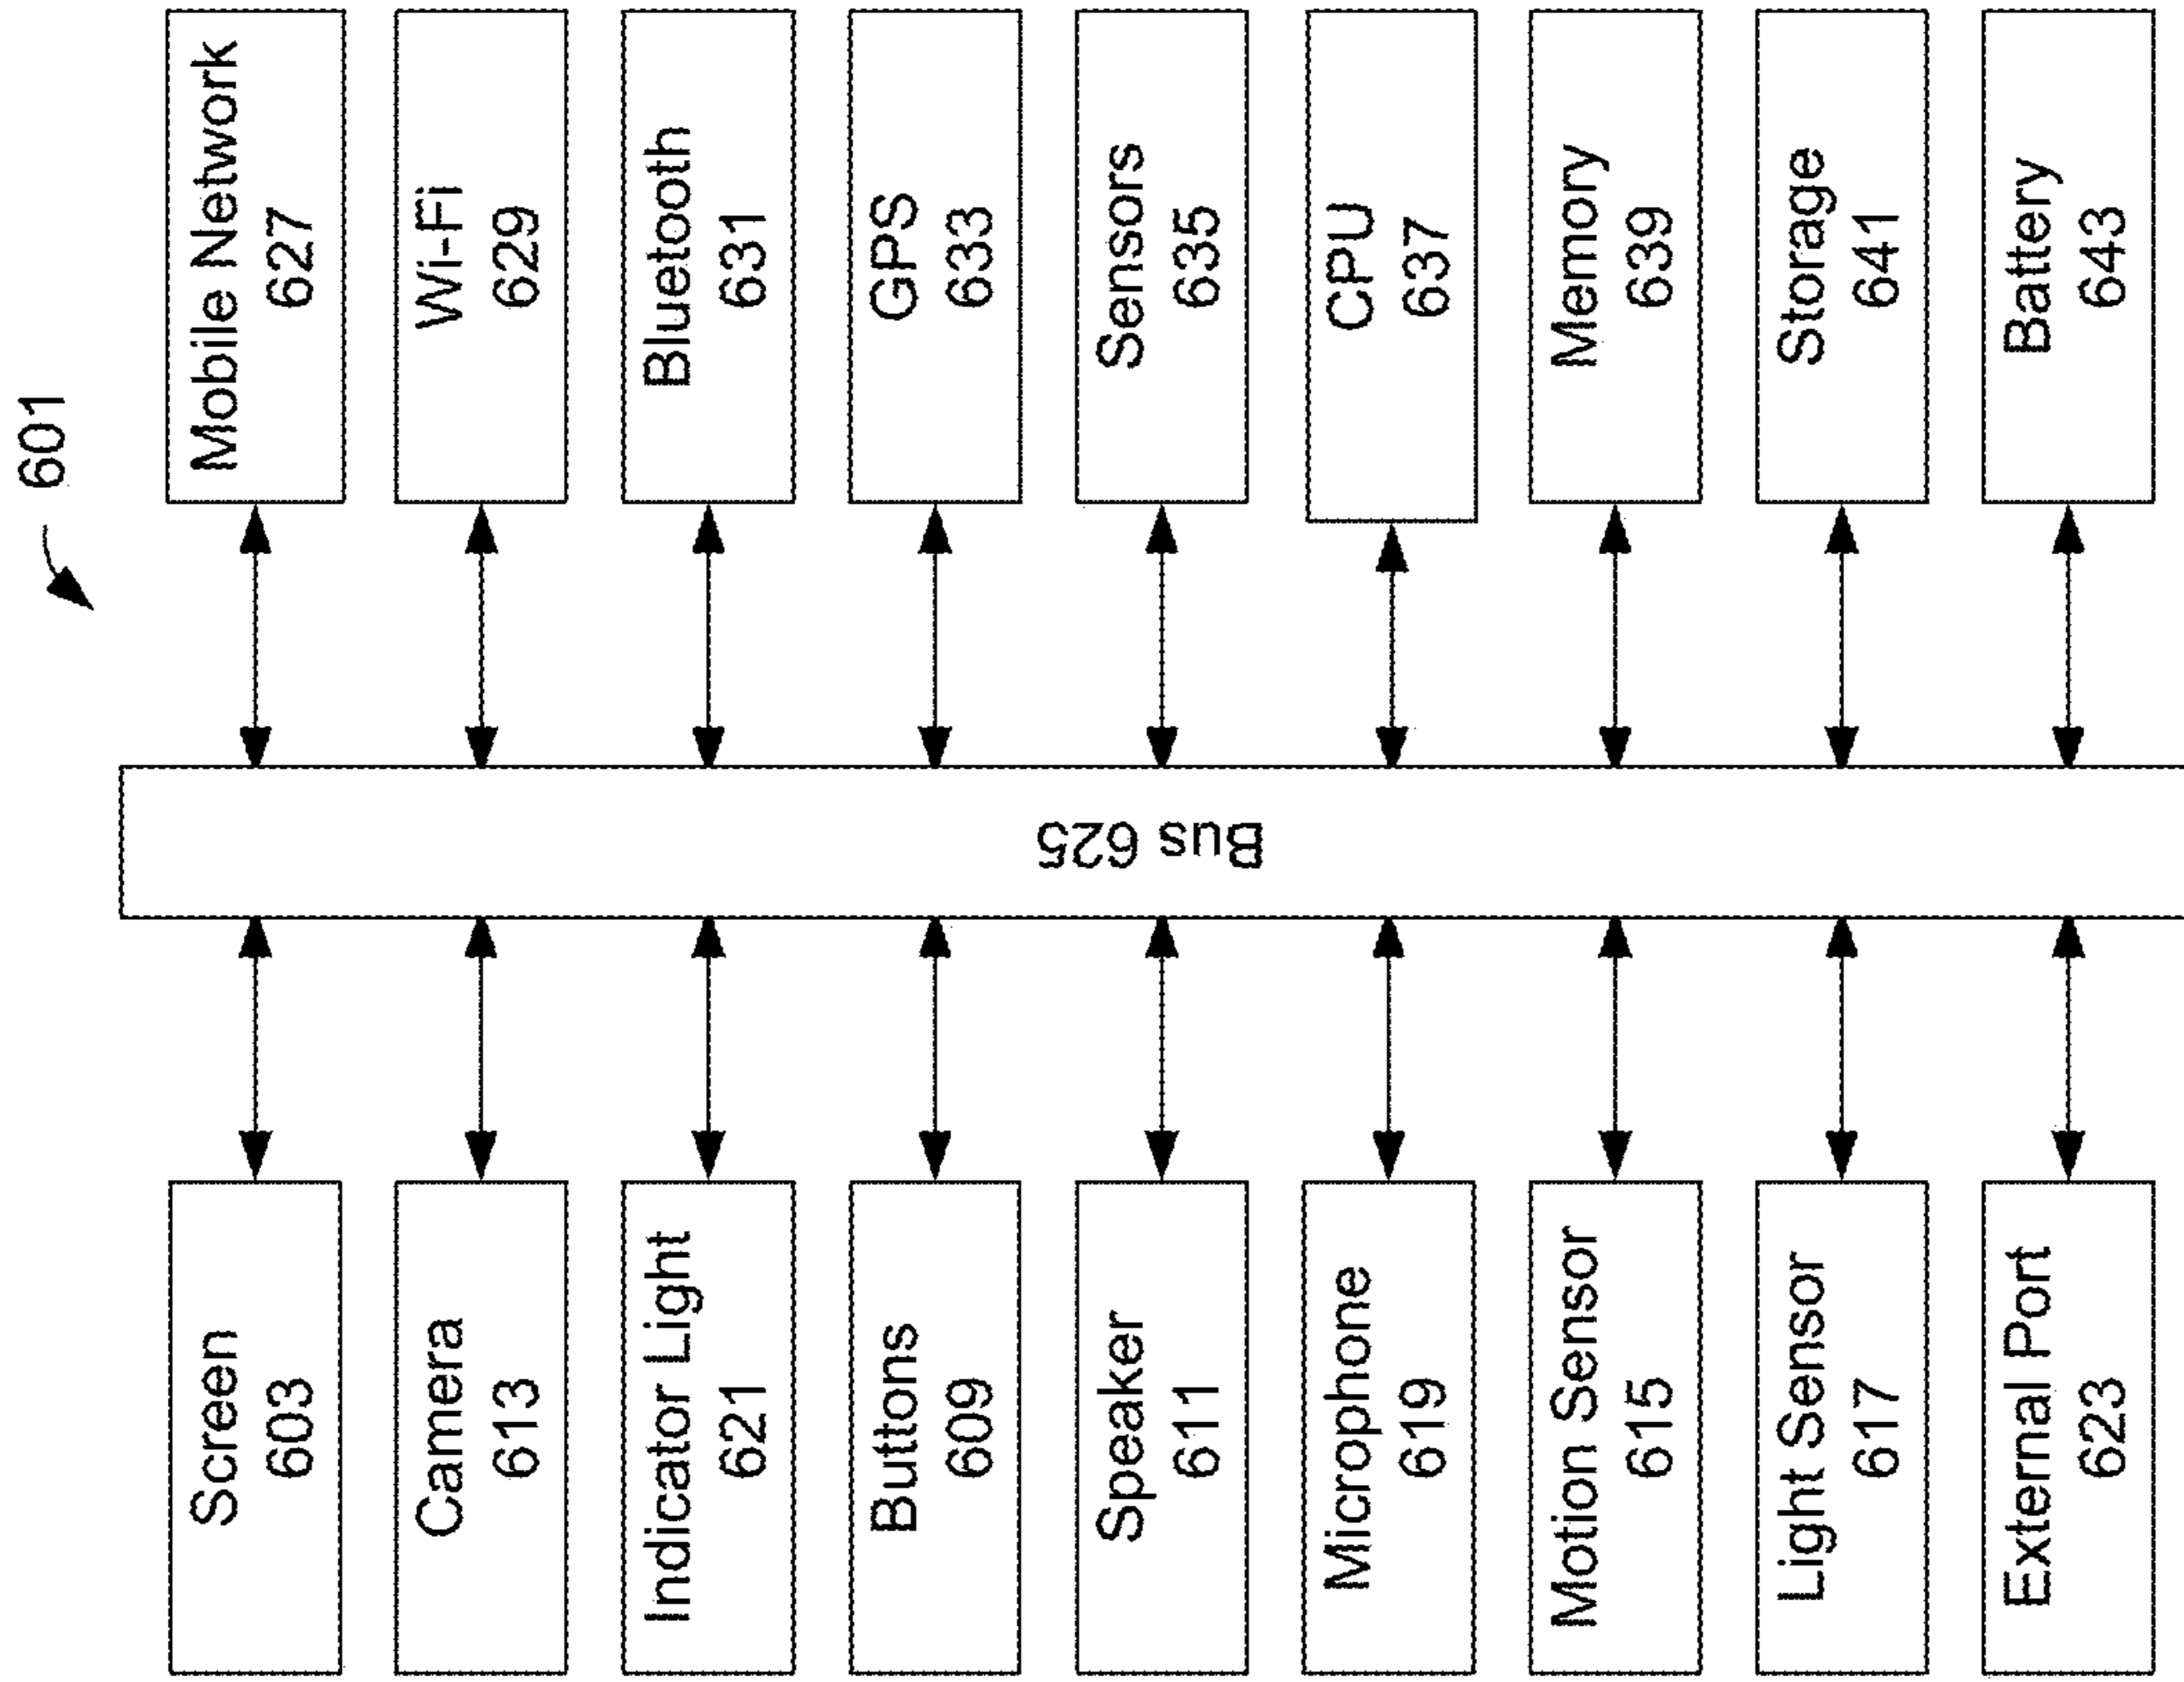 601
Screen
603
Mobile Network
627
Camera
613
Wi-Fi
629
Indicator Light
621
Bluetooth
631
Buttons
609
GPS
633
Speaker
611
Sensors
635
Bus 625
Microphone
619
CPU
637
Motion Sensor
615
Memory
639
Light Sensor
617
Storage
641
External Port
623
Battery
643